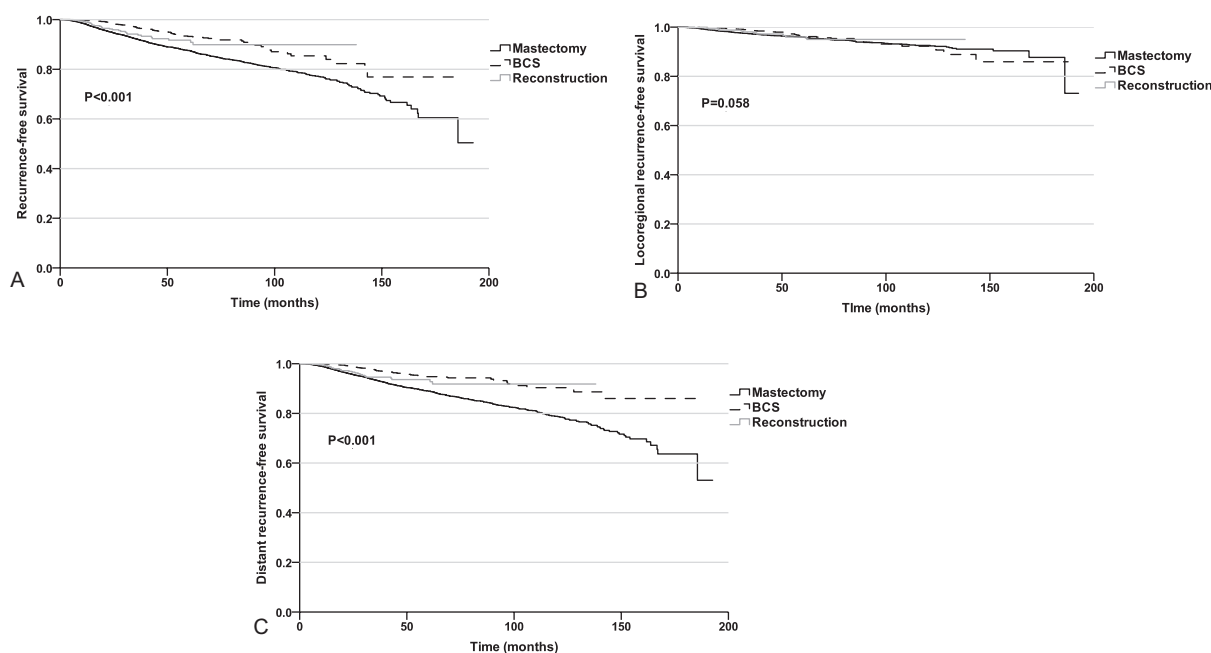 1.0
0.8
0.6
0.4
0.2
0.0
Recurrence-free survival
P<0.001
Mastectomy
BCS
Reconstruction
0 50 100 150 200
Time (months)
A
1.0
0.8
0.6
0.4
0.2
0.0
Locoregional recurrence-free survival
P=0.058
Mastectomy
BCS
Reconstruction
0 50 100 150 200
TIme (months)
B
1.0
0.8
0.6
0.4
0.2
0.0
Distant recurrence-free survival
P<0.001
Mastectomy
BCS
Reconstruction
0 50 100 150 200
Time (months)
C